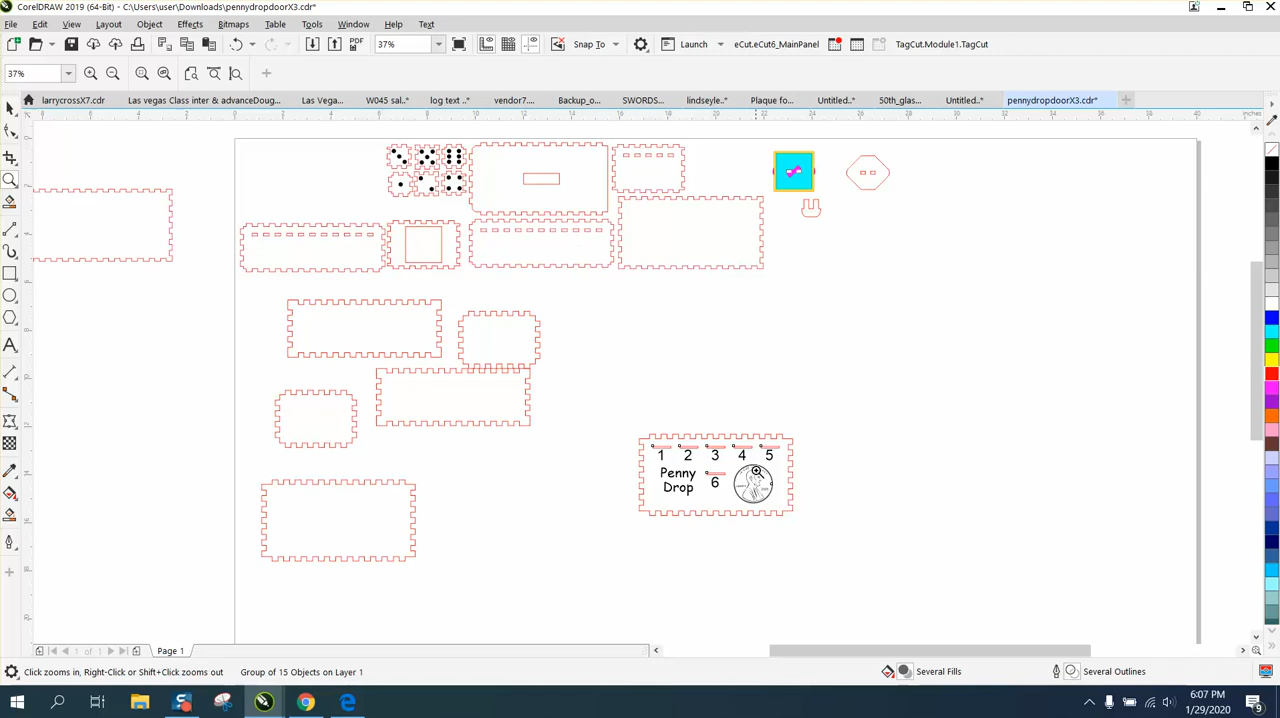 CorelDRAW 2019 (64-Bit) - C:\Users\user\Downloads\pennydropdoorX3.cdr*
File Edit View Layout Object Effects Bitmaps Table Tools Window Help Text
37% Snap To Launch eCut.eCut6_MainPanel TagCut.Module1.TagCut
37%
larrycrossX7.cdr Las vegas Class inter & advanceDoug... Las Veg... W045 sal..* log text ..* vendor7.... Backup_o... SWORDS... lindseyle... Plaque fo... Untitled..* 50th_glas... Untitled..* pennydropdoorX3.cdr*
inches
1 2 3 4 5
Penny
Drop
6
1 of 1 Page 1
Click zooms in, Right-Click or Shift+Click zooms out Group of 15 Objects on Layer 1 Several Fills Several Outlines
6:07 PM
1/29/2020